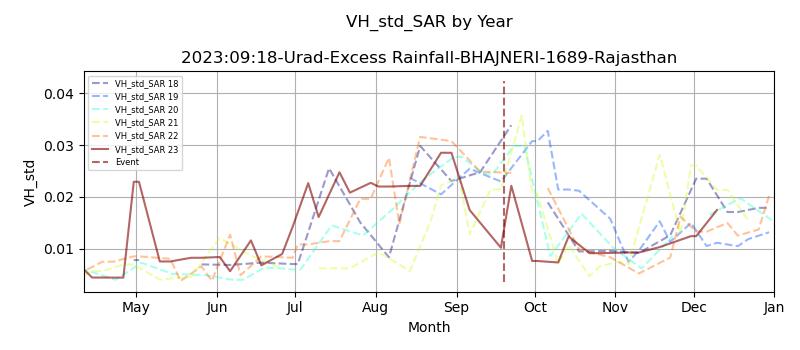 VH_std_SAR by Year
2023:09:18-Urad-Excess Rainfall-BHAJNERI-1689-Rajasthan
VH_std_SAR 18
VH_std_SAR 19
VH_std_SAR 20
VH_std_SAR 21
VH_std_SAR 22
VH_std_SAR 23
Event
VH_std
0.04
0.03
0.02
0.01
May Jun Jul Aug Sep Oct Nov Dec Jan
Month